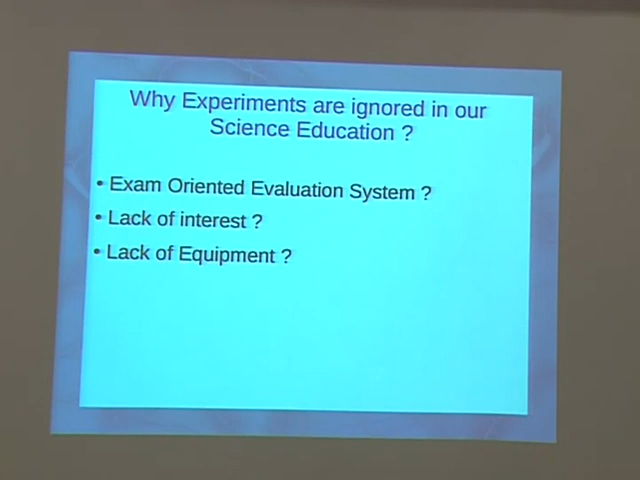 Why Experiments are ignored in our
Science Education ?
• Exam Oriented Evaluation System ?
• Lack of interest ?
• Lack of Equipment ?